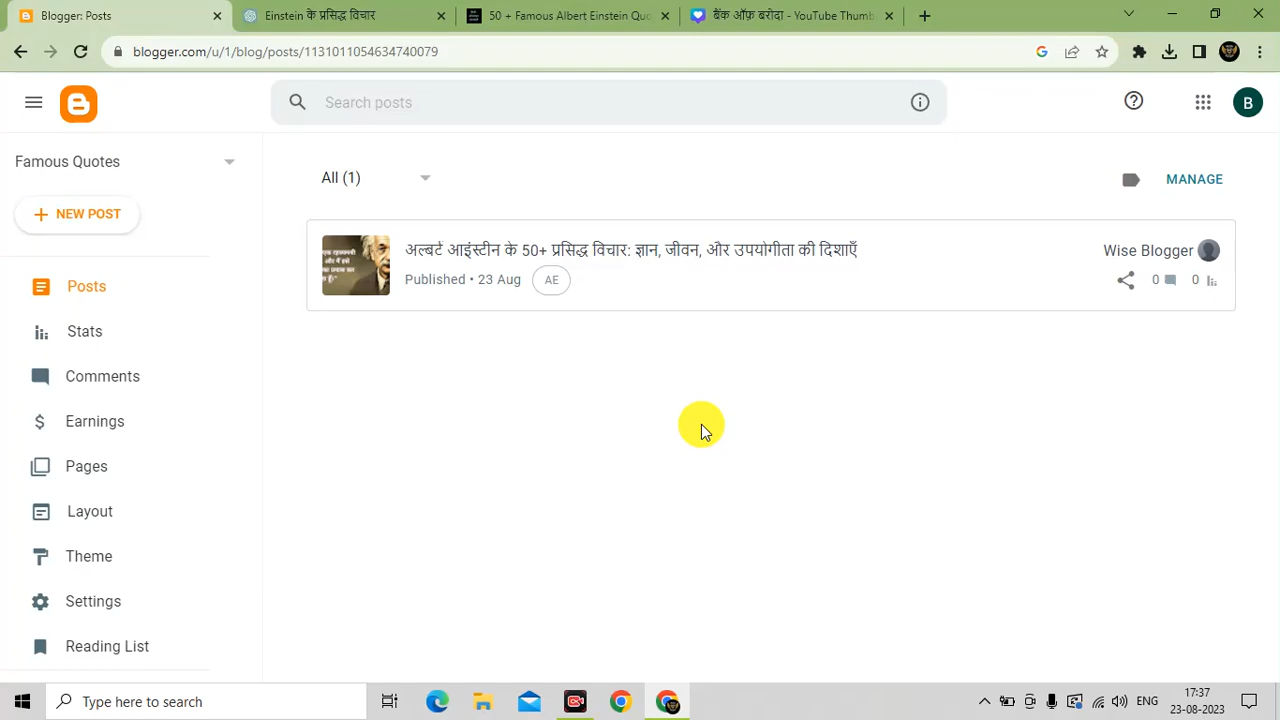 Blogger: Posts
Einstein के प्रसिद्ध विचार
50 + Famous Albert Einstein Quo
बैंक ऑफ़ बरोदा - YouTube Thumb
blogger.com/u/1/blog/posts/1131011054634740079
Search posts
B
Famous Quotes
All (1)
MANAGE
NEW POST
अल्बर्ट आइंस्टीन के 50+ प्रसिद्ध विचार: ज्ञान, जीवन, और उपयोगीता की दिशाएँ
Wise Blogger
Published • 23 Aug
AE
0
0
Posts
Stats
Comments
Earnings
Pages
Layout
Theme
Settings
Reading List
Type here to search
ENG
17:37
23-08-2023